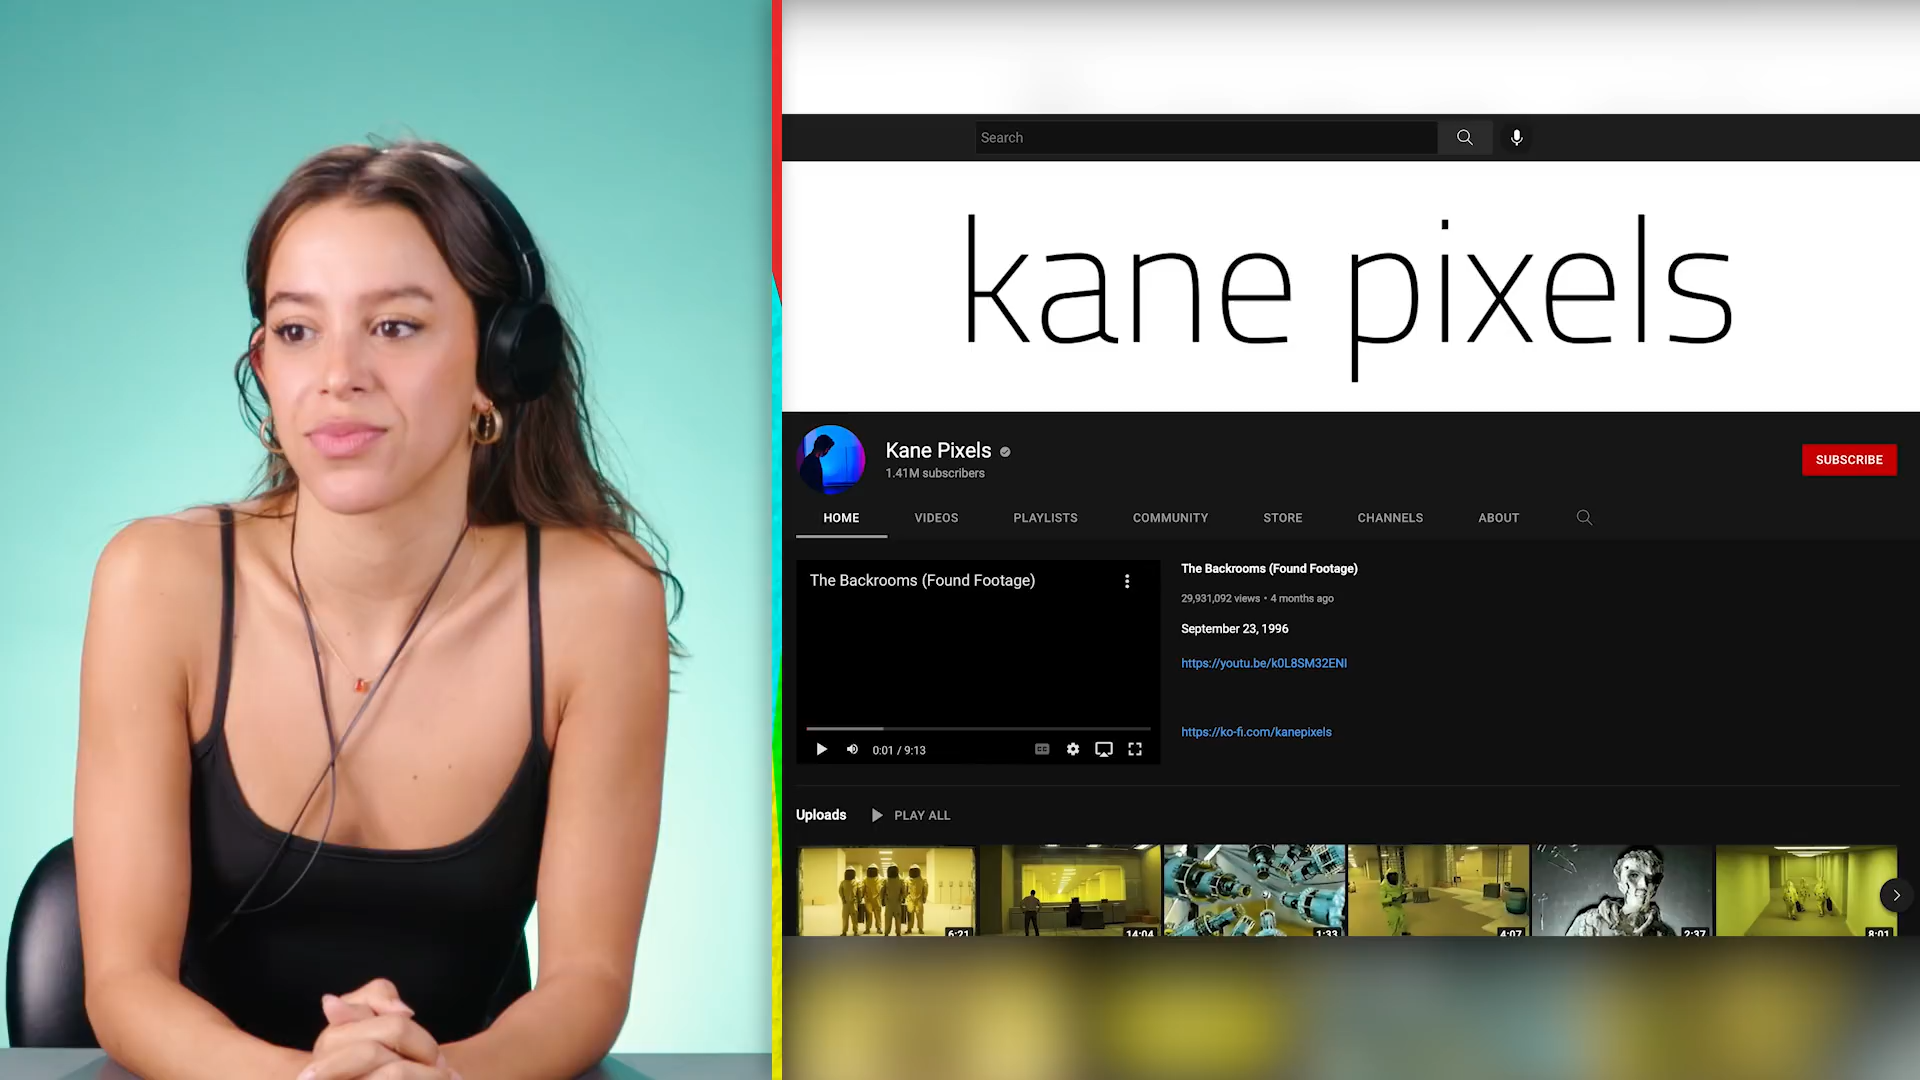 Search
kane pixels
Kane Pixels
1.41M subscribers
SUBSCRIBE
HOME VIDEOS PLAYLISTS COMMUNITY STORE CHANNELS ABOUT
The Backrooms (Found Footage)
0:01 / 9:13
The Backrooms (Found Footage)
29,931,092 views • 4 months ago
September 23, 1996
https://youtu.be/k0L8SM32ENI
https://ko-fi.com/kanepixels
Uploads PLAY ALL
6:21 14:04 1:33 4:07 2:37 8:01